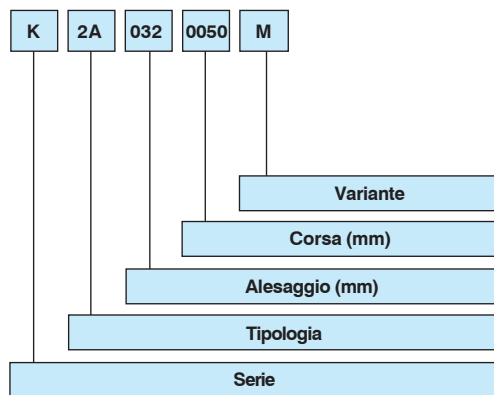 K 2A 032 0050 M
Variante
Corsa (mm)
Alesaggio (mm)
Tipologia
Serie